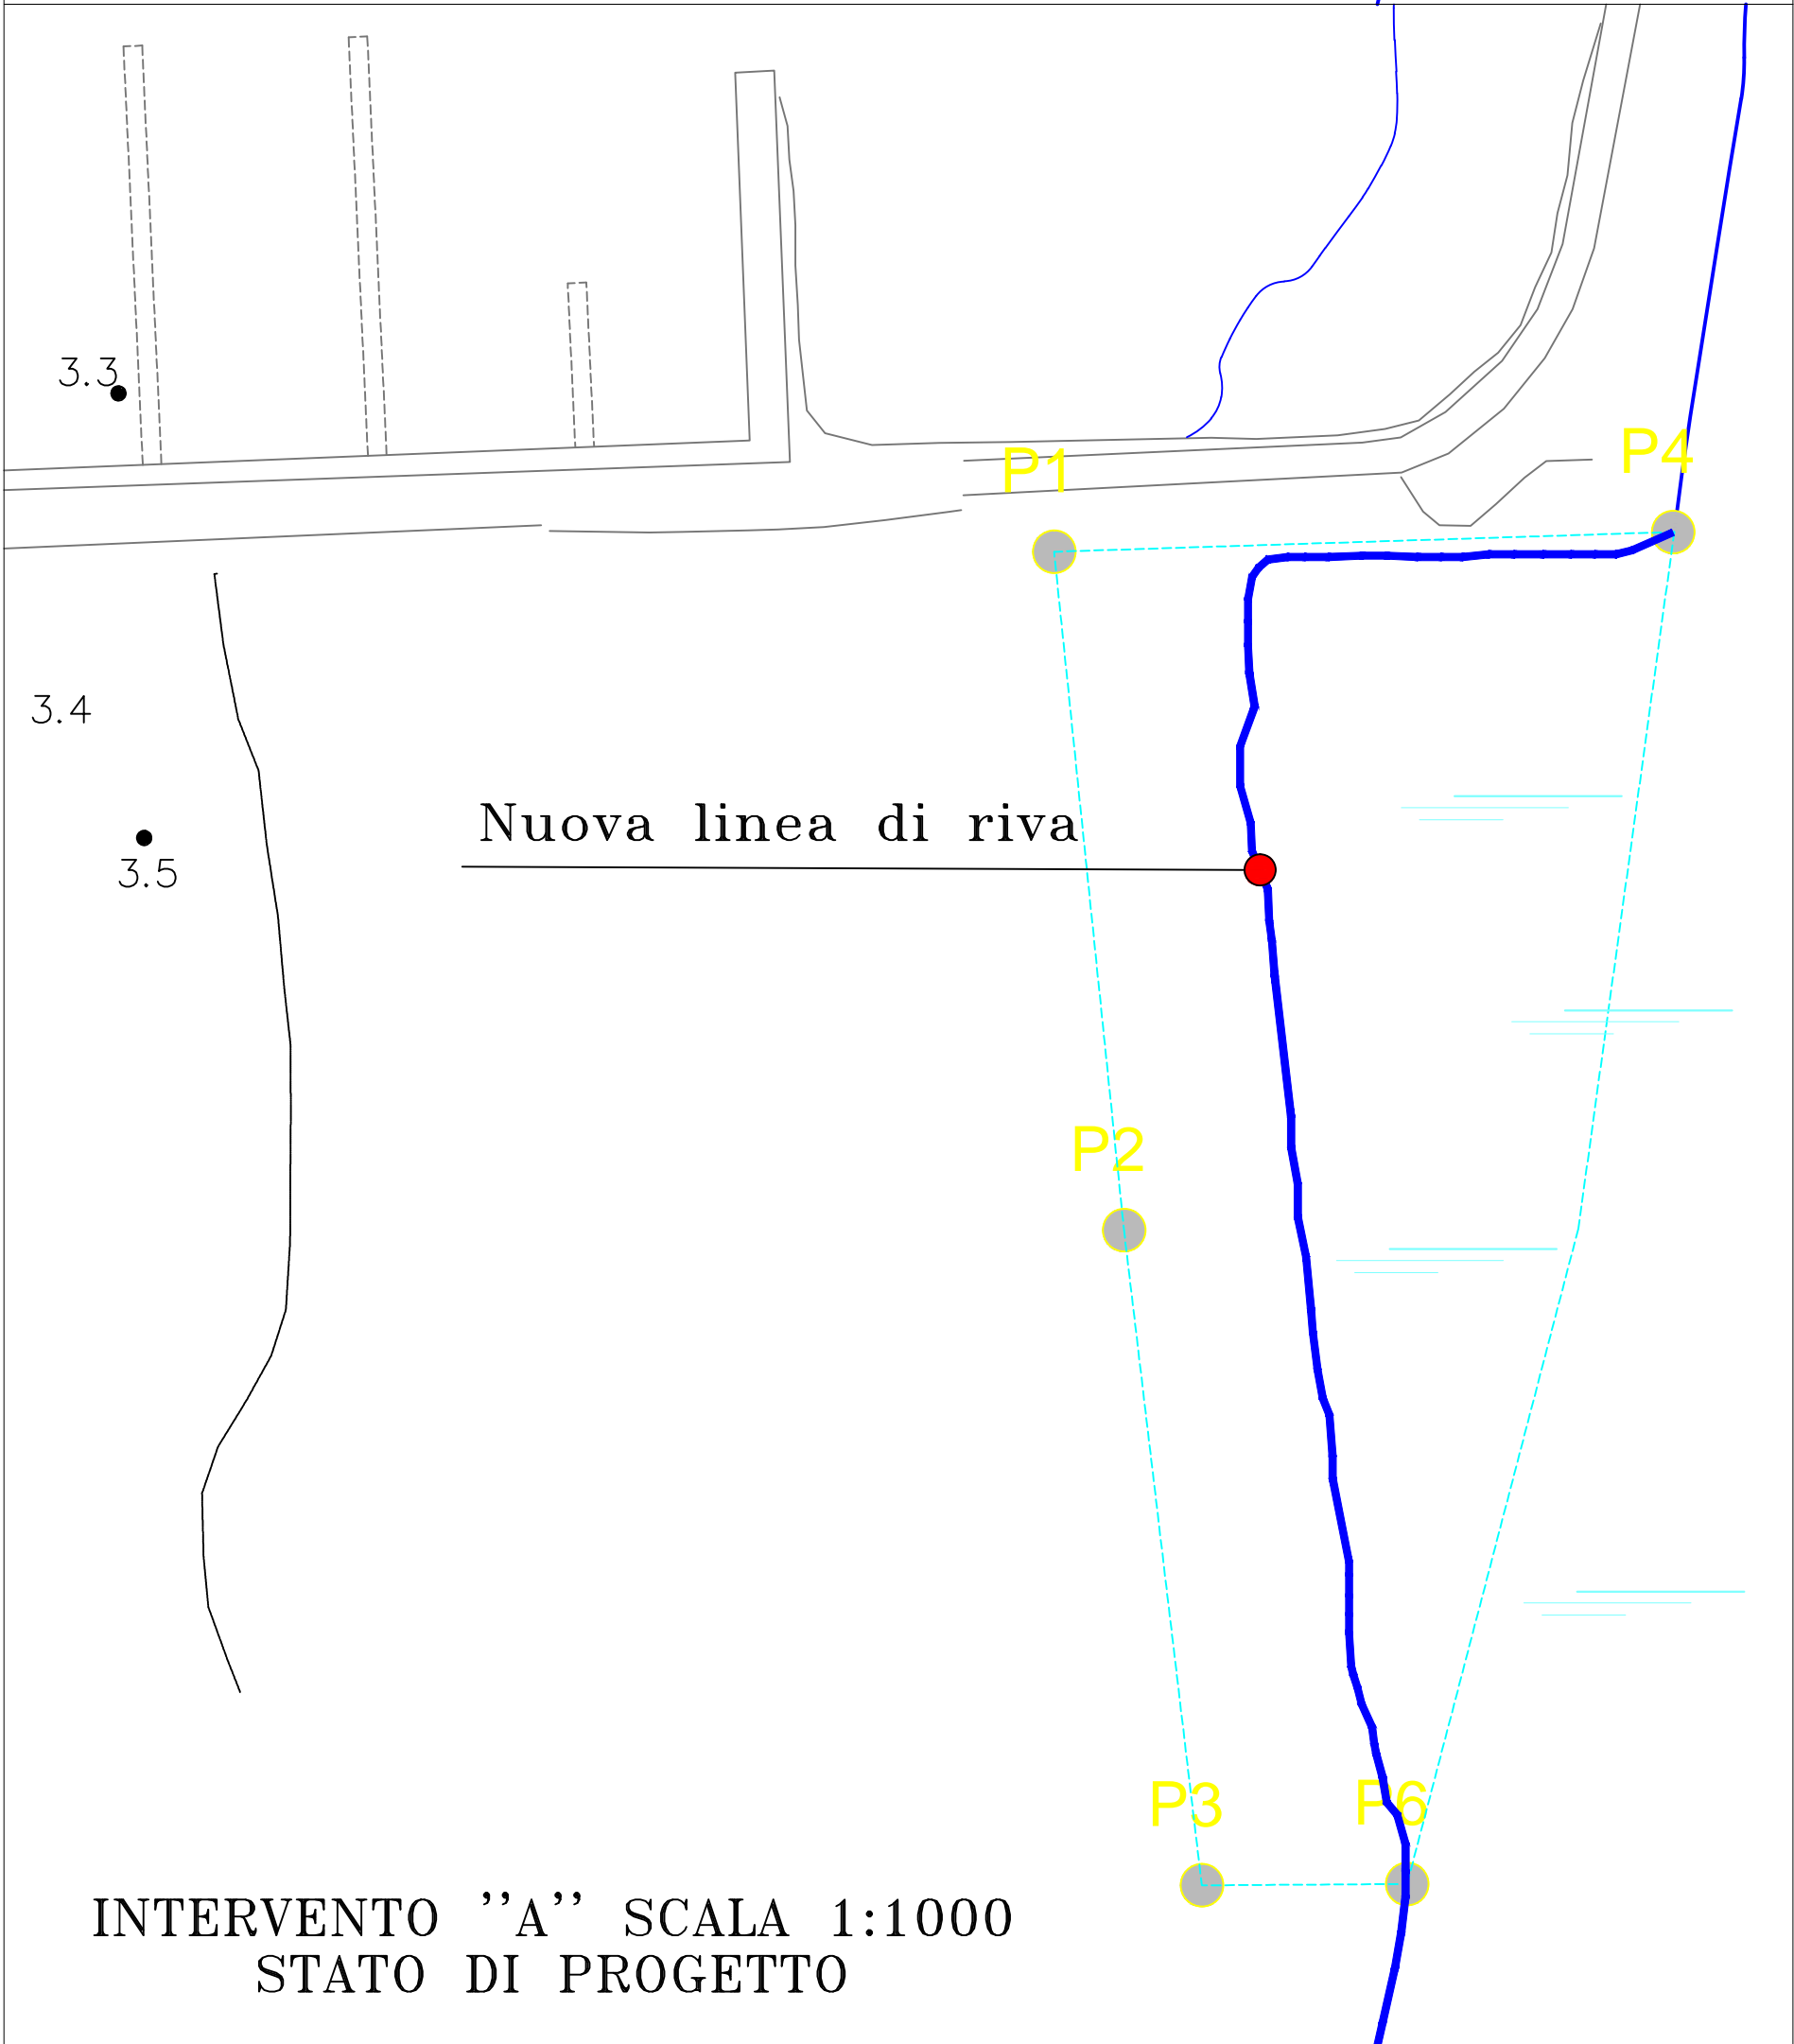 3.3
P1
P4
3.4
Nuova linea di riva
3.5
P2
P3
P6
INTERVENTO ’’A’’ SCALA 1:1000
STATO DI PROGETTO